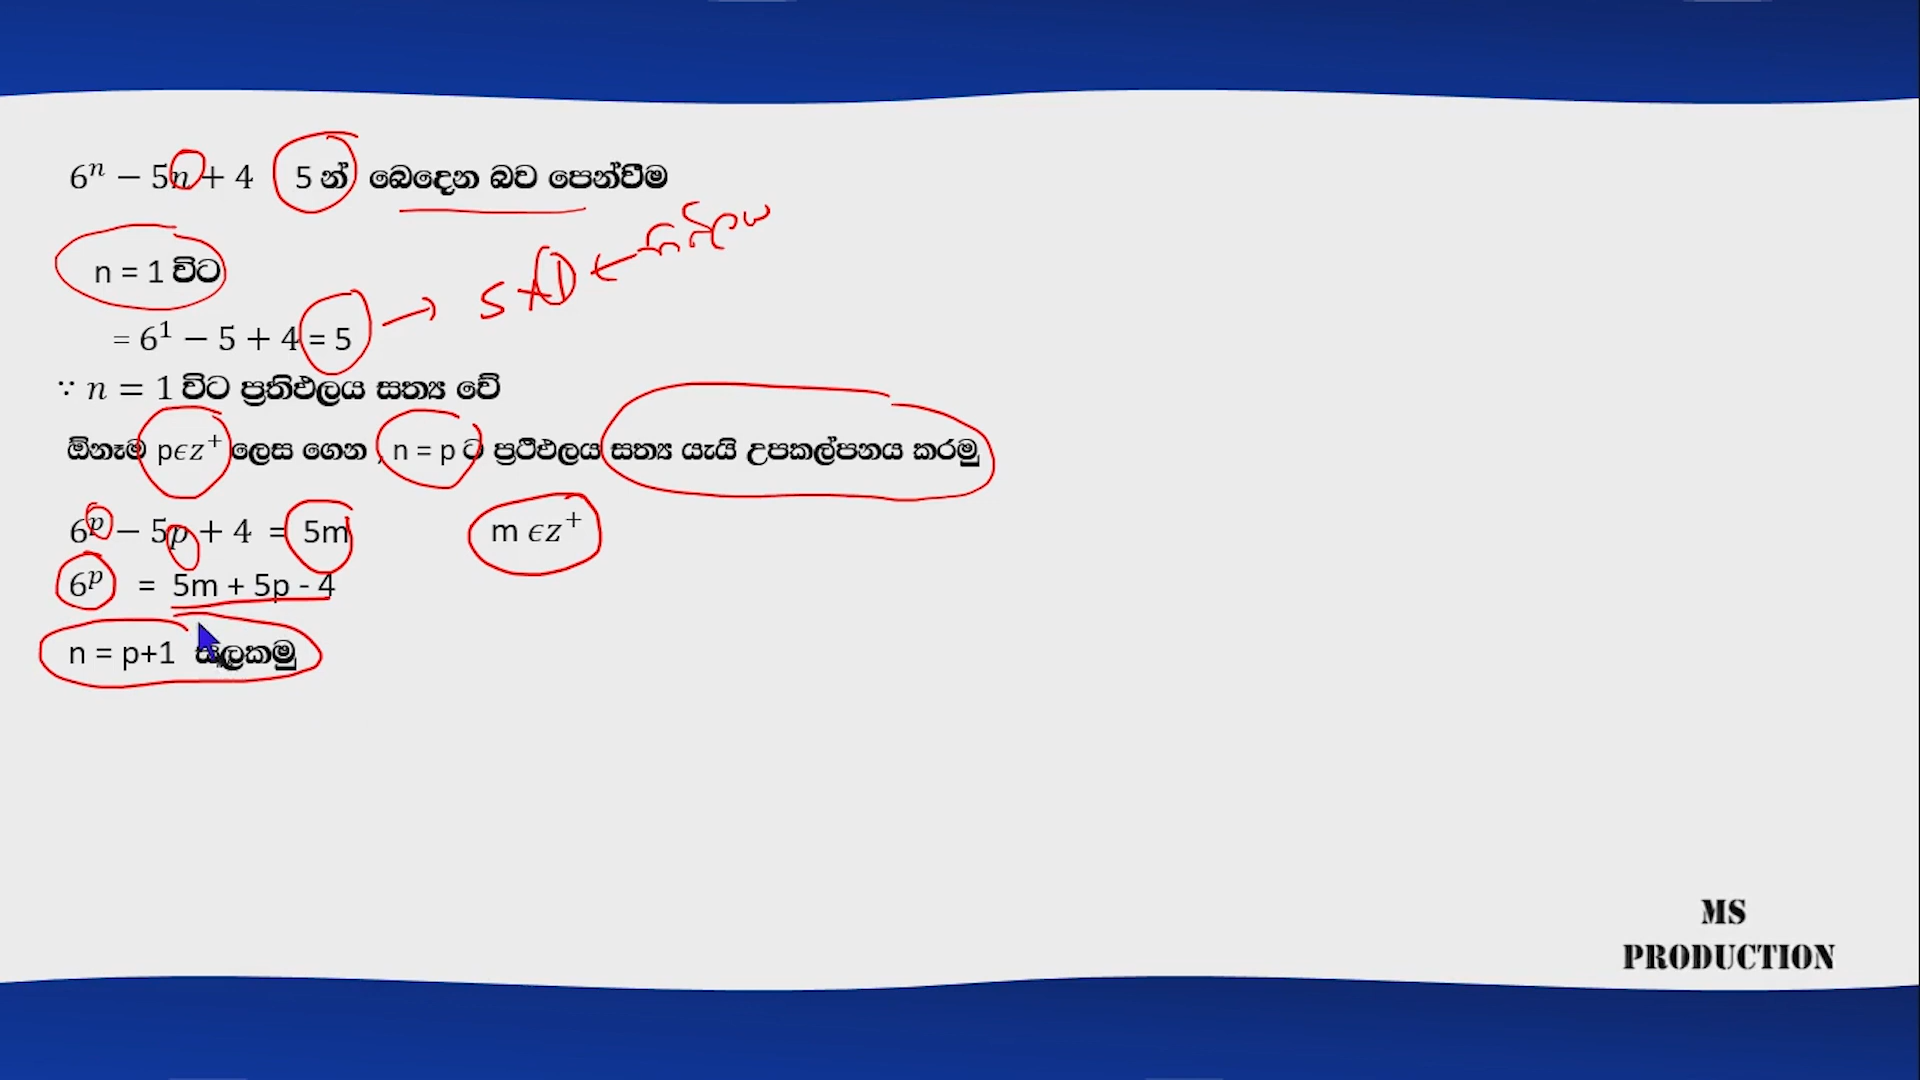 6ⁿ − 5n + 4 5 න් බෙදෙන බව පෙන්වීම
n = 1 විට
= 6¹ − 5 + 4 = 5
5 × 1 ←
∵ n = 1 විට ප්‍රතිඵලය සත්‍ය වේ
ඕනෑම pϵz⁺ ලෙස ගෙන , n = p ට ප්‍රථිඵලය සත්‍ය යැයි උපකල්පනය කරමු
6ᵖ − 5p + 4 = 5m m ϵz⁺
6ᵖ = 5m + 5p - 4
n = p+1 සලකමු
MS
PRODUCTION